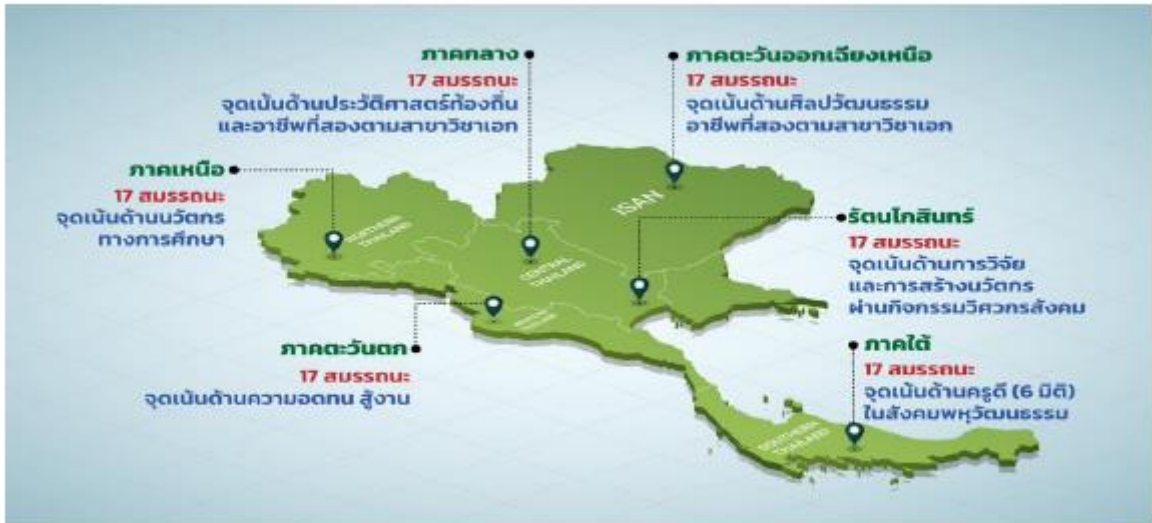 ภาคกลาง
17 สมรรถนะ
จุดเน้นด้านประวัติศาสตร์ท้องถิ่น
และอาชีพที่สองตามสาขาวิชาเอก
ภาคตะวันออกเฉียงเหนือ
17 สมรรถนะ
จุดเน้นด้านศิลปวัฒนธรรม
อาชีพที่สองตามสาขาวิชาเอก
ภาคเหนือ
17 สมรรถนะ
จุดเน้นด้านนวัตกร
ทางการศึกษา
ISAN
NORTHERN
THAILAND
CENTRAL
THAILAND
รัตนโกสินทร์
17 สมรรถนะ
จุดเน้นด้านการวิจัย
และการสร้างนวัตกร
ผ่านกิจกรรมวิศวกรสังคม
ภาคตะวันตก
17 สมรรถนะ
จุดเน้นด้านความอดทน สู้งาน
ภาคใต้
17 สมรรถนะ
จุดเน้นด้านครูดี (6 มิติ)
ในสังคมพหุวัฒนธรรม
SOUTHERN
THAILAND